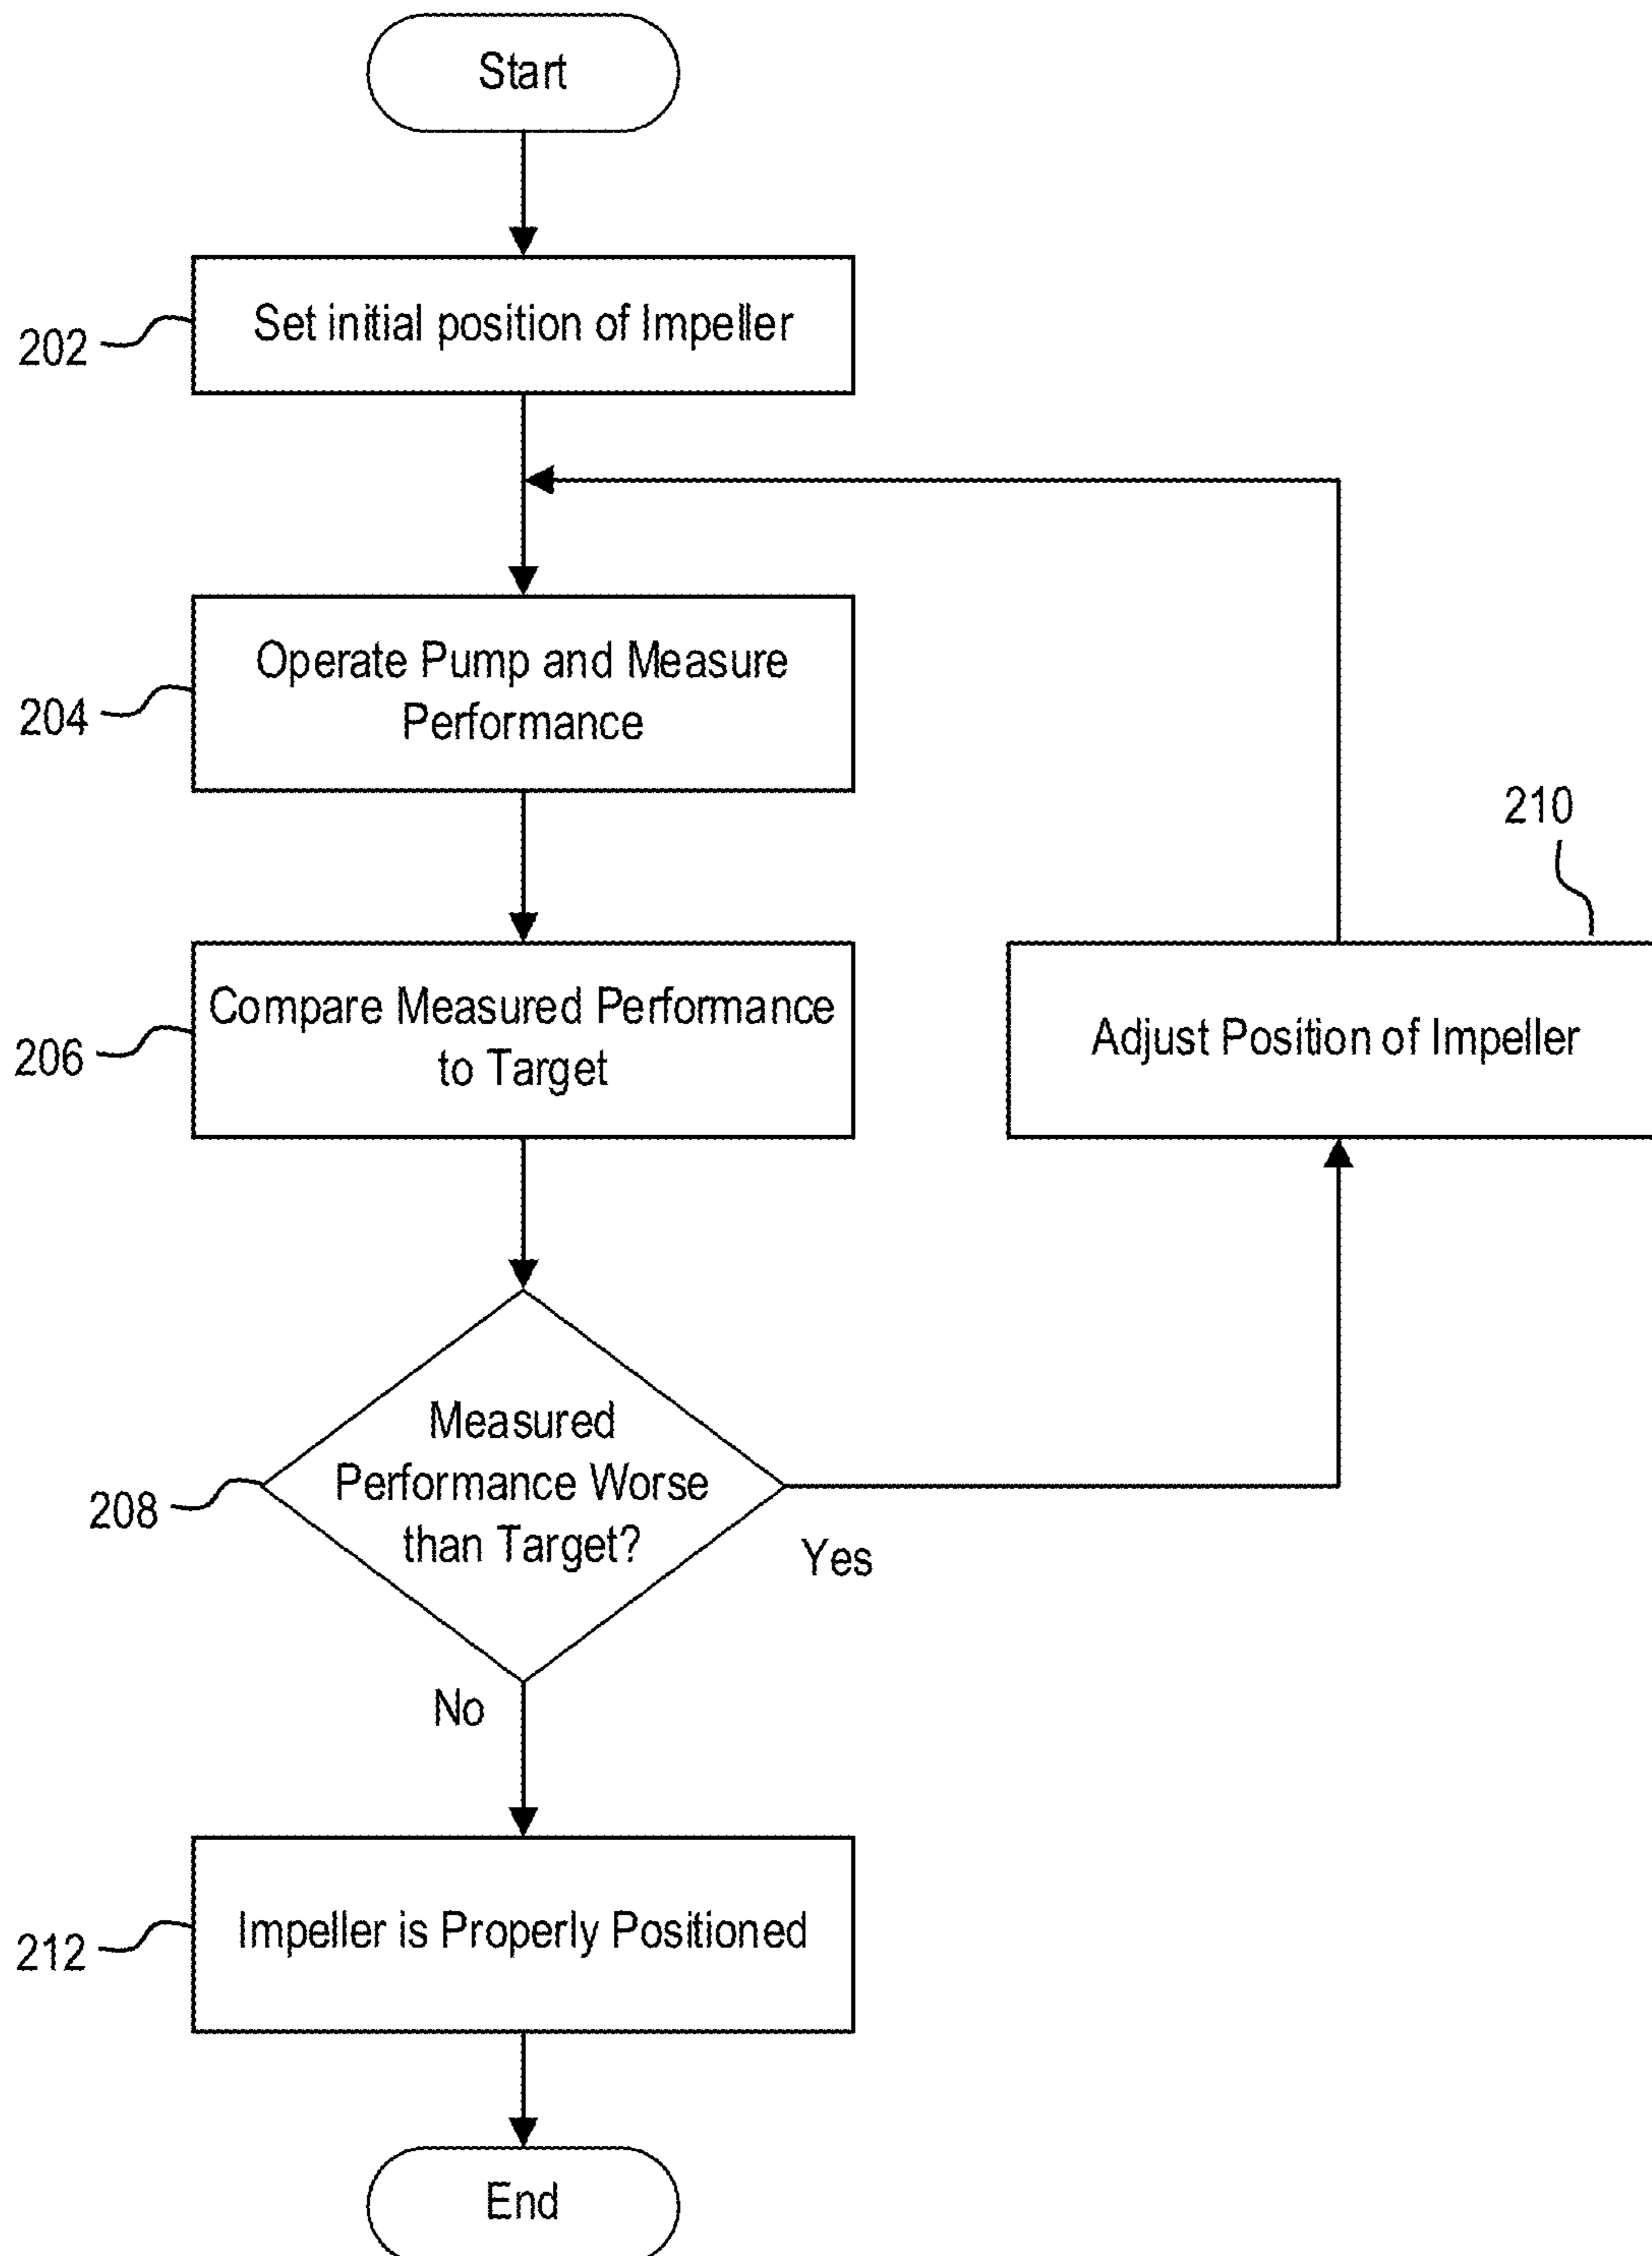 Start
202
Set initial position of Impeller
204
Operate Pump and Measure
Performance
206
Compare Measured Performance
to Target
210
Adjust Position of Impeller
208
Measured
Performance Worse
than Target?
Yes
No
212
Impeller is Properly Positioned
End